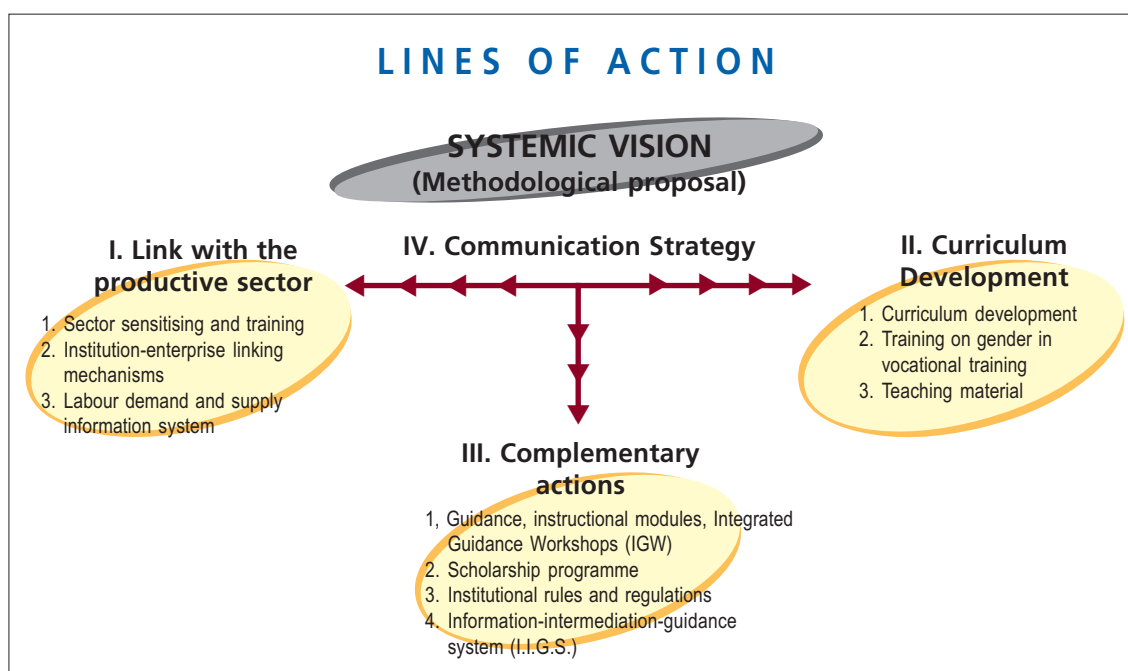 LINES OF ACTION
SYSTEMIC VISION
(Methodological proposal)
I. Link with the
productive sector
1. Sector sensitising and training
2. Institution-enterprise linking
mechanisms
3. Labour demand and supply
information system
IV. Communication Strategy
II. Curriculum
Development
1. Curriculum development
2. Training on gender in
vocational training
3. Teaching material
III. Complementary
actions
1, Guidance, instructional modules, Integrated
Guidance Workshops (IGW)
2. Scholarship programme
3. Institutional rules and regulations
4. Information-intermediation-guidance
system (I.I.G.S.)